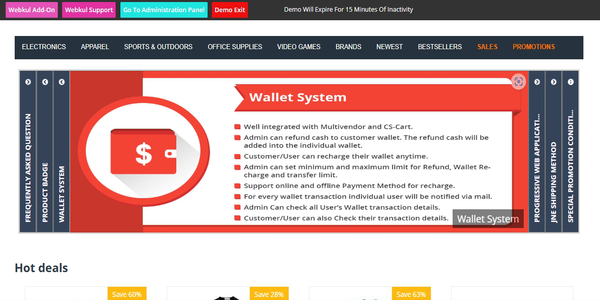 Webkul Add-On
Webkul Support
Go To Administration Panel
Demo Exit
Demo Will Expire For 15 Minutes Of Inactivity
ELECTRONICS
APPAREL
SPORTS & OUTDOORS
OFFICE SUPPLIES
VIDEO GAMES
BRANDS
NEWEST
BESTSELLERS
SALES
PROMOTIONS
FREQUENTLY ASKED QUESTION
PRODUCT BADGE
WALLET SYSTEM
$
Wallet System
Well integrated with Multivendor and CS-Cart.
Admin can refund cash to customer wallet. The refund cash will be
added into the individual wallet.
Customer/User can recharge their wallet anytime.
Admin can set minimum and maximum limit for Refund, Wallet Re-
charge and transfer limit.
Support online and offline Payment Method for recharge.
For every wallet transaction individual user will be notified via mail.
Admin Can check all User's Wallet transaction details.
Customer/User can also Check their transaction details.
Wallet System
PROGRESSIVE WEB APPLICATI...
JNE SHIPPING METHOD
SPECIAL PROMOTION CONDITI...
Hot deals
Save 60%
Save 28%
Save 63%